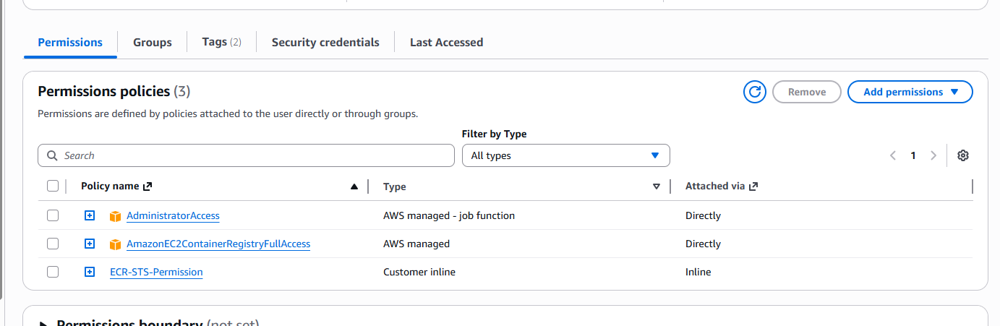 Permissions Groups Tags (2) Security credentials Last Accessed
Permissions policies (3) Remove Add permissions
Permissions are defined by policies attached to the user directly or through groups.
Filter by Type
Search All types 1
Policy name Type Attached via
AdministratorAccess AWS managed - job function Directly
AmazonEC2ContainerRegistryFullAccess AWS managed Directly
ECR-STS-Permission Customer inline Inline
Permissions boundary (not set)